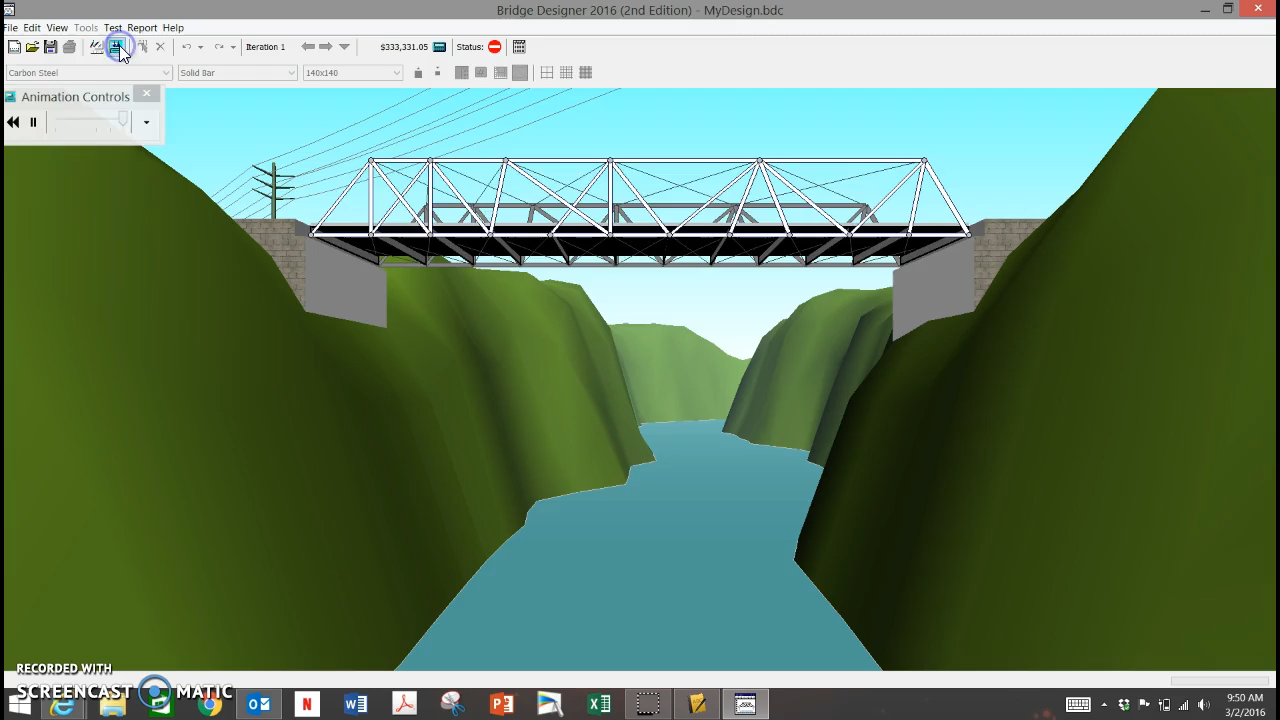 Bridge Designer 2016 (2nd Edition) - MyDesign.bdc
File Edit View Tools Test Report Help
Iteration 1 $333,331.05 Status:
Carbon Steel Solid Bar 140x140
Animation Controls
RECORDED WITH
SCREENCAST MATIC
9:50 AM
3/2/2016